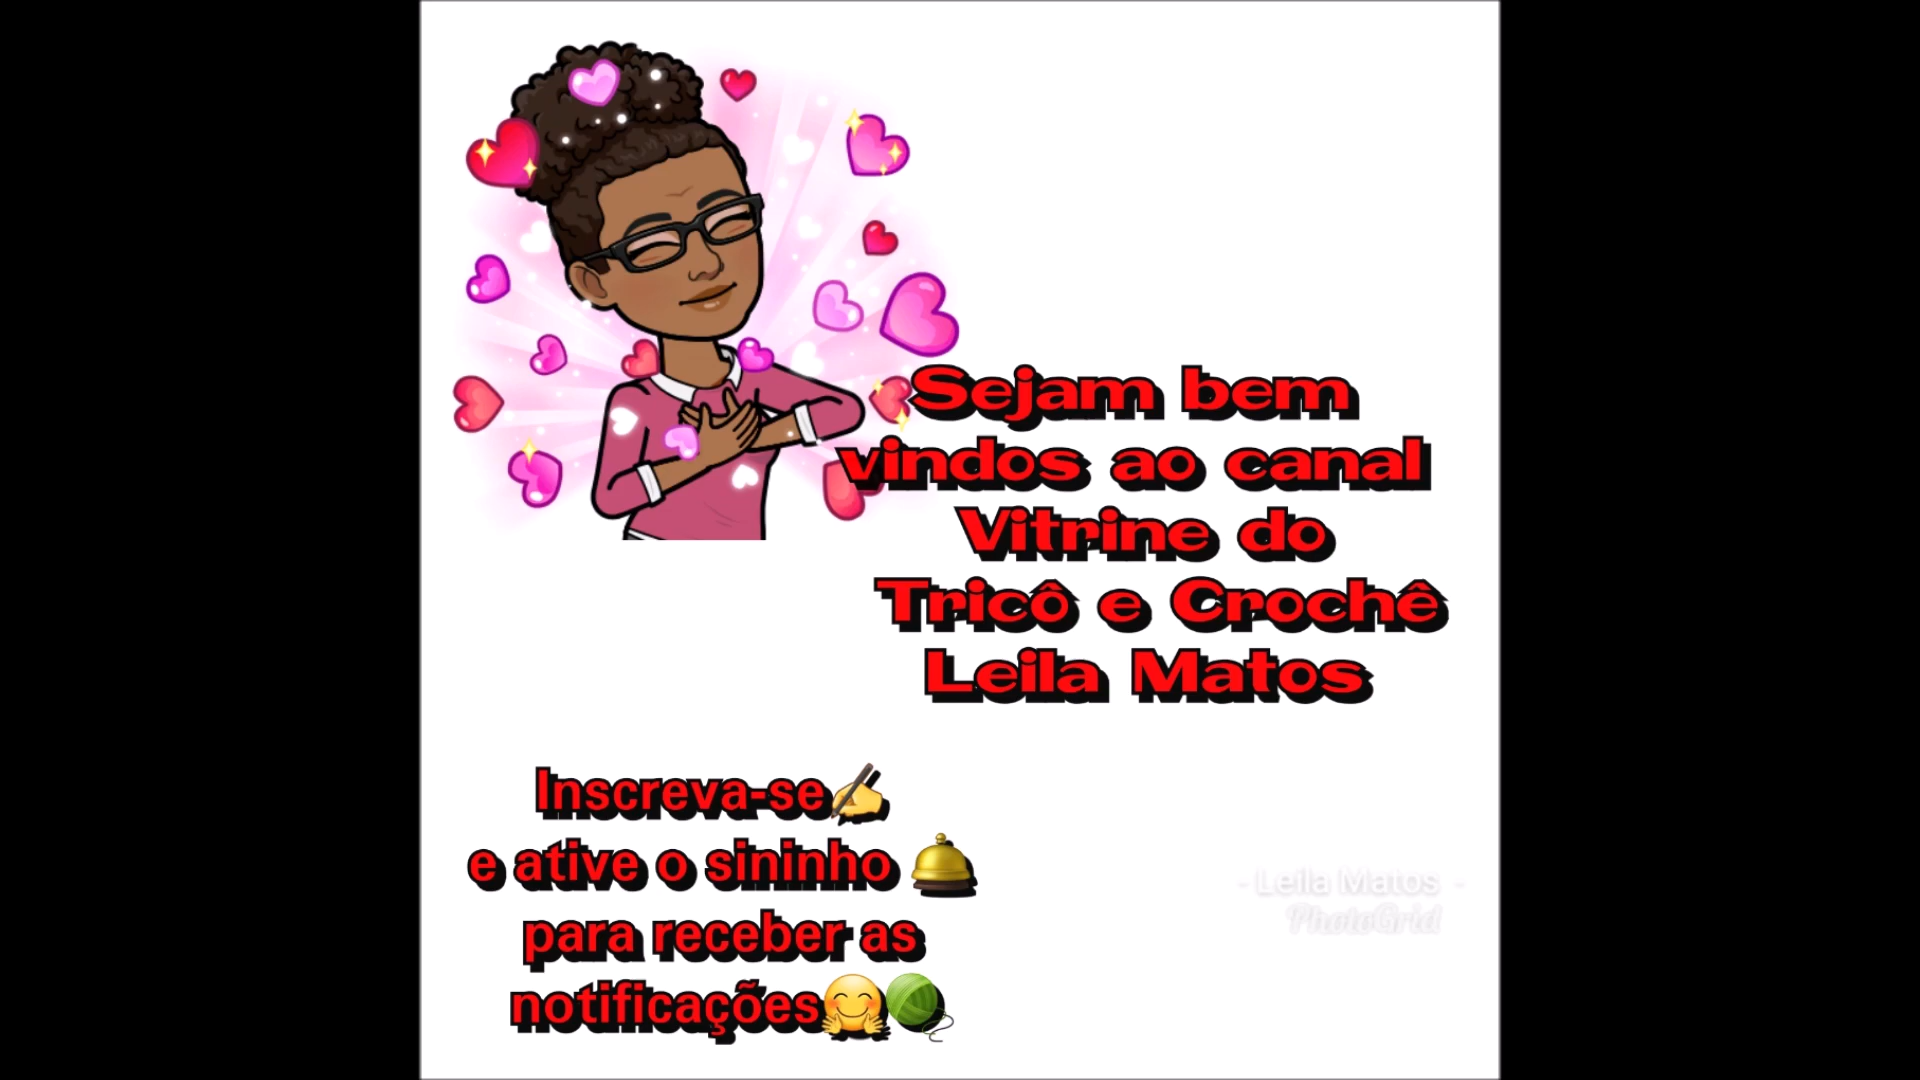 Sejam bem
vindos ao canal
Vitrine do
Tricô e Crochê
Leila Matos
Inscreva-se✍
e ative o sininho 🛎
para receber as
notificações🤗🧶
- Leila Matos -
PhotoGrid